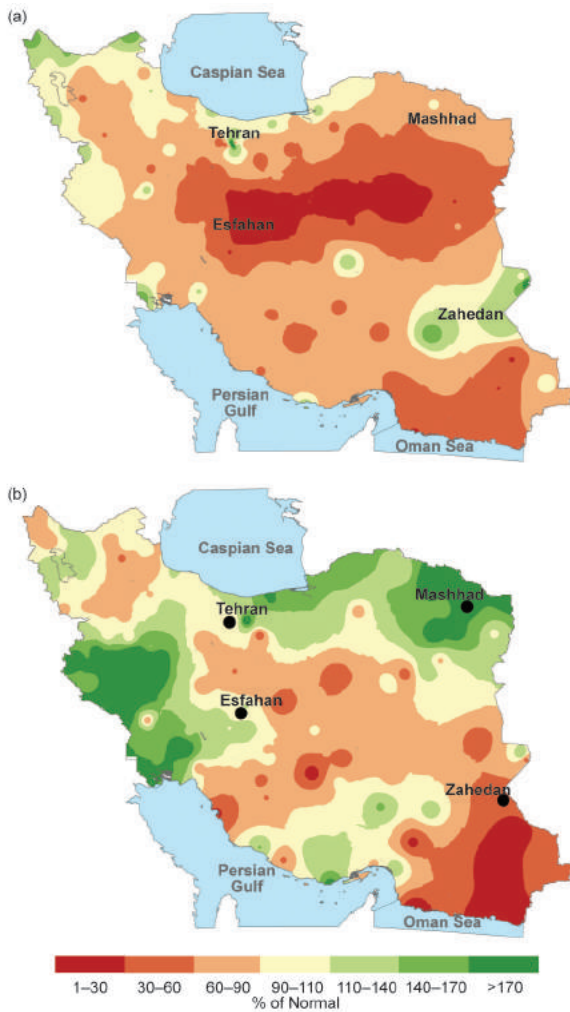 (a)
Caspian Sea
Mashhad
Tehran
Esfahan
Zahedan
Persian
Gulf
Oman Sea
(b)
Caspian Sea
Mashhad
Tehran
Esfahan
Zahedan
Persian
Gulf
Oman Sea
1–30 30–60 60–90 90–110 110–140 140–170 >170
% of Normal